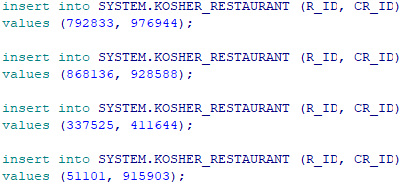 insert into SYSTEM.KOSHER_RESTAURANT (R_ID, CR_ID)
values (792833, 976944);
insert into SYSTEM.KOSHER_RESTAURANT (R_ID, CR_ID)
values (868136, 928588);
insert into SYSTEM.KOSHER_RESTAURANT (R_ID, CR_ID)
values (337525, 411644);
insert into SYSTEM.KOSHER_RESTAURANT (R_ID, CR_ID)
values (51101, 915903);